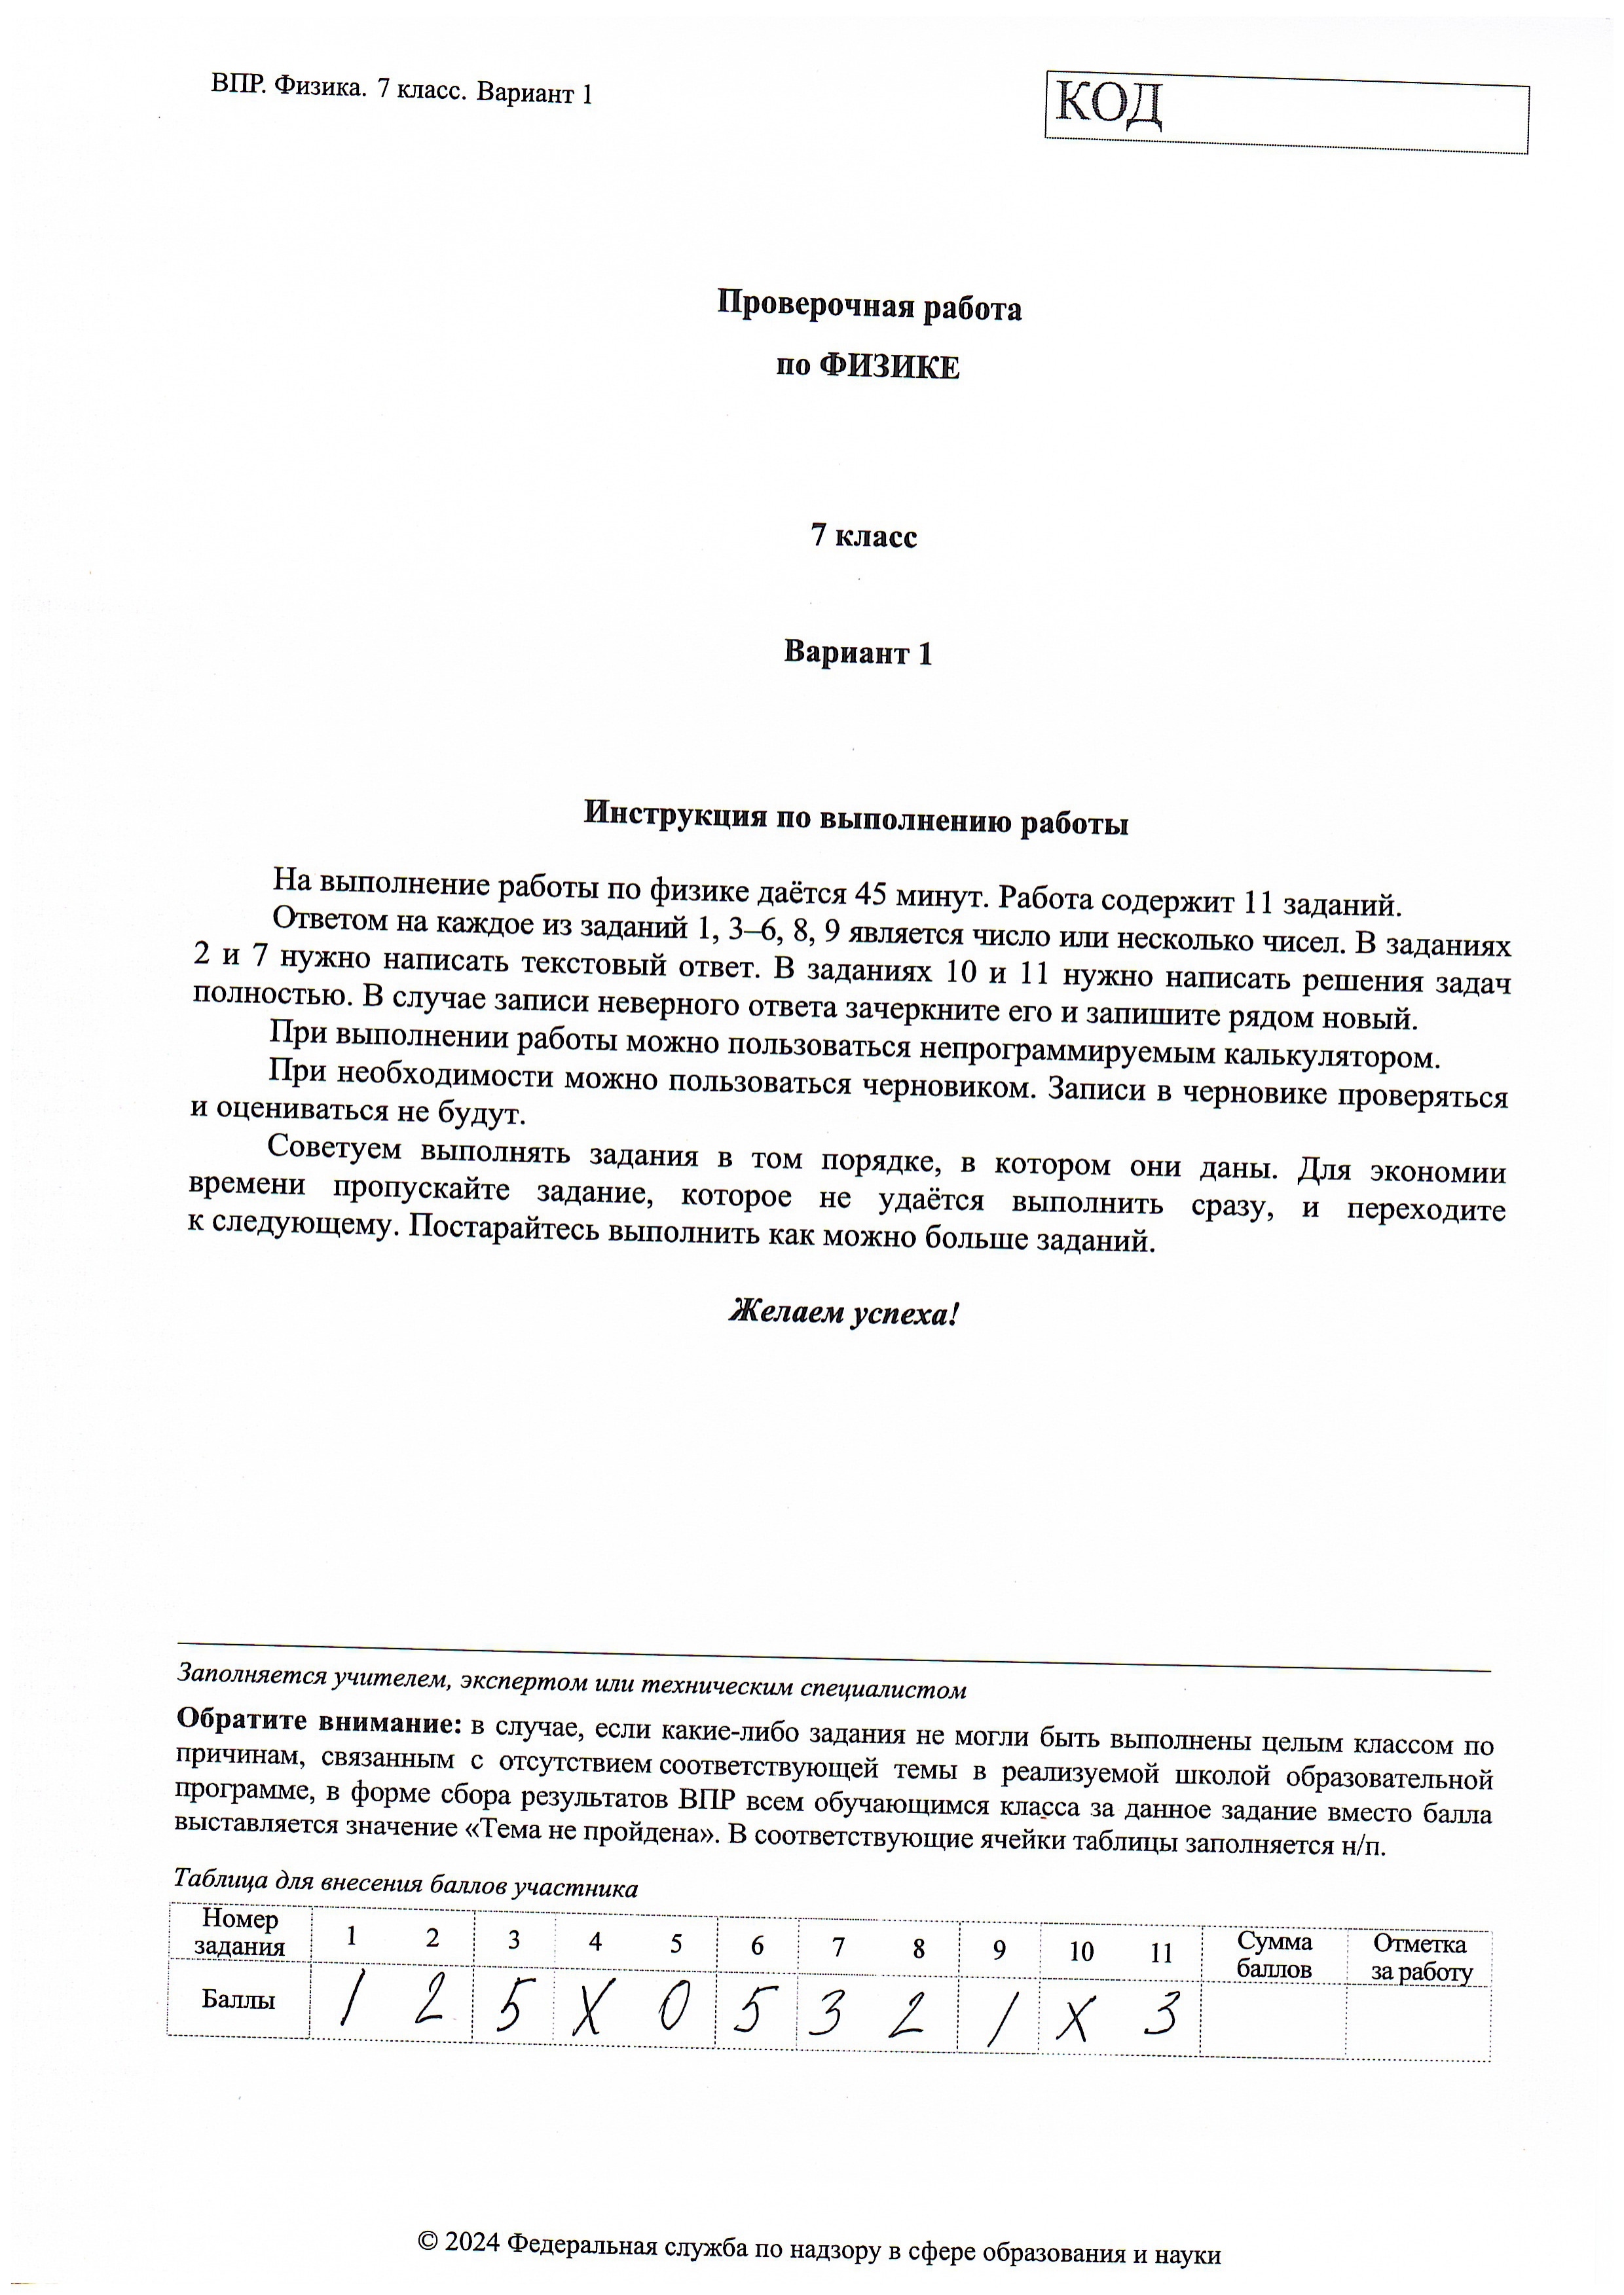 ВПР. Физика. 7 класс. Вариант 1
КОД
Проверочная работа
по ФИЗИКЕ
7 класс
Вариант 1
Инструкция по выполнению работы
На выполнение работы по физике даётся 45 минут. Работа содержит 11 заданий.
Ответом на каждое из заданий 1, 3–6, 8, 9 является число или несколько чисел. В заданиях
2 и 7 нужно написать текстовый ответ. В заданиях 10 и 11 нужно написать решения задач
полностью. В случае записи неверного ответа зачеркните его и запишите рядом новый.
При выполнении работы можно пользоваться непрограммируемым калькулятором.
При необходимости можно пользоваться черновиком. Записи в черновике проверяться
и оцениваться не будут.
Советуем выполнять задания в том порядке, в котором они даны. Для экономии
времени пропускайте задание, которое не удаётся выполнить сразу, и переходите
к следующему. Постарайтесь выполнить как можно больше заданий.
Желаем успеха!
Заполняется учителем, экспертом или техническим специалистом
Обратите внимание: в случае, если какие-либо задания не могли быть выполнены целым классом по
причинам, связанным с отсутствием соответствующей темы в реализуемой школой образовательной
программе, в форме сбора результатов ВПР всем обучающимся класса за данное задание вместо балла
выставляется значение «Тема не пройдена». В соответствующие ячейки таблицы заполняется н/п.
Таблица для внесения баллов участника
Номер задания 1 2 3 4 5 6 7 8 9 10 11 Сумма баллов Отметка за работу
Баллы 1 2 5 X 0 5 3 2 1 X 3
© 2024 Федеральная служба по надзору в сфере образования и науки